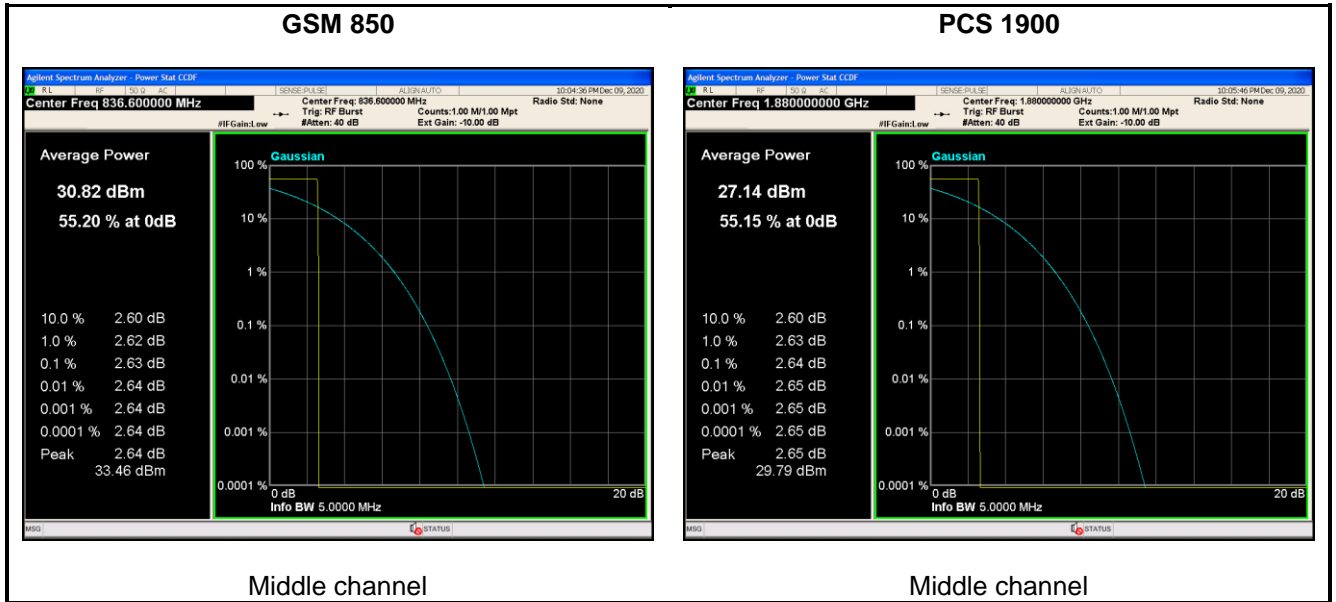 GSM 850
PCS 1900
Agilent Spectrum Analyzer - Power Stat CCDF
RL RF 50 Ω AC SENSE:PULSE ALIGNAUTO 10:04:36 PM Dec 09, 2020
Center Freq 836.600000 MHz
Center Freq: 836.600000 MHz Radio Std: None
Trig: RF Burst Counts:1.00 M/1.00 Mpt
#IFGain:Low #Atten: 40 dB Ext Gain: -10.00 dB
Average Power
30.82 dBm
55.20 % at 0dB
10.0 % 2.60 dB
1.0 % 2.62 dB
0.1 % 2.63 dB
0.01 % 2.64 dB
0.001 % 2.64 dB
0.0001 % 2.64 dB
Peak 2.64 dB
33.46 dBm
Gaussian
100 %
10 %
1 %
0.1 %
0.01 %
0.001 %
0.0001 %
0 dB 20 dB
Info BW 5.0000 MHz
MSG STATUS
Middle channel
Agilent Spectrum Analyzer - Power Stat CCDF
RL RF 50 Ω AC SENSE:PULSE ALIGNAUTO 10:05:46 PM Dec 09, 2020
Center Freq 1.880000000 GHz
Center Freq: 1.880000000 GHz Radio Std: None
Trig: RF Burst Counts:1.00 M/1.00 Mpt
#IFGain:Low #Atten: 40 dB Ext Gain: -10.00 dB
Average Power
27.14 dBm
55.15 % at 0dB
10.0 % 2.60 dB
1.0 % 2.63 dB
0.1 % 2.64 dB
0.01 % 2.65 dB
0.001 % 2.65 dB
0.0001 % 2.65 dB
Peak 2.65 dB
29.79 dBm
Gaussian
100 %
10 %
1 %
0.1 %
0.01 %
0.001 %
0.0001 %
0 dB 20 dB
Info BW 5.0000 MHz
MSG STATUS
Middle channel